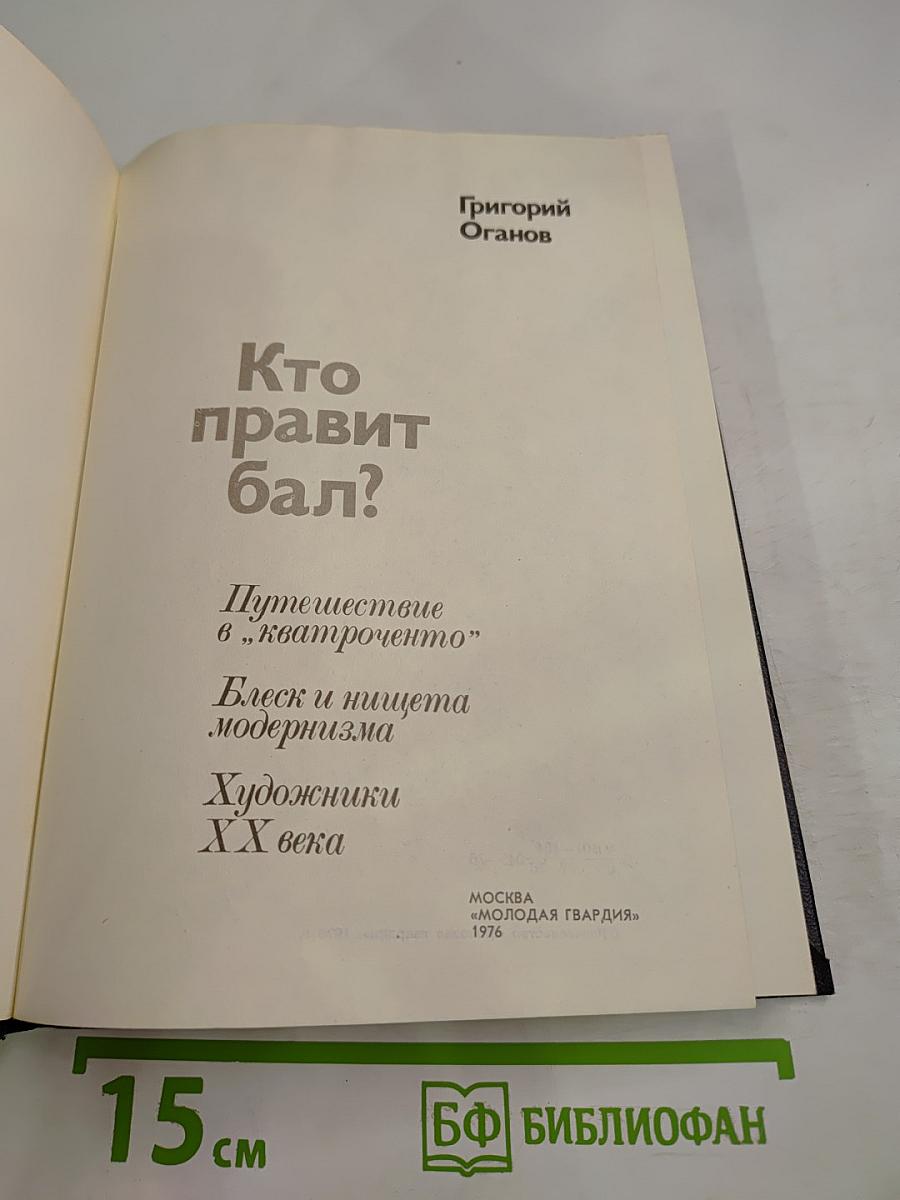 Григорий
Оганов
Кто
правит
бал?
Путешествие
в „кватроченто”
Блеск и нищета
модернизма
Художники
XX века
МОСКВА
«МОЛОДАЯ ГВАРДИЯ»
1976
15 см
БФ БИБЛИОФАН